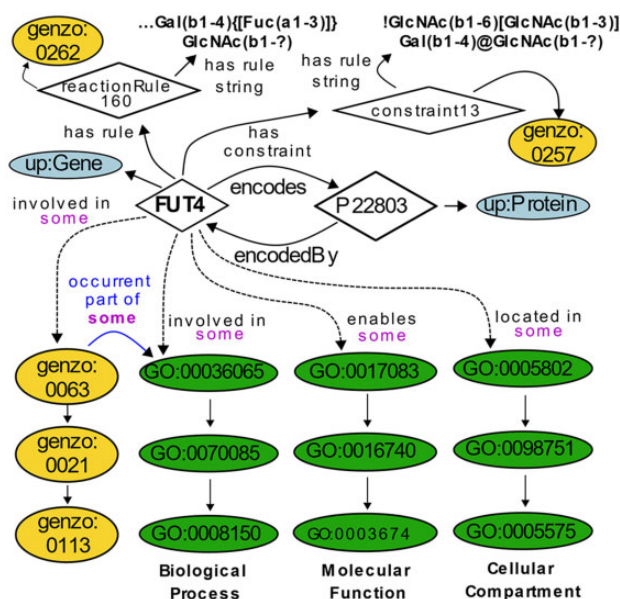 genzo:
0262
...Gal(b1-4){[Fuc(a1-3)]}
GlcNAc(b1-?)
!GlcNAc(b1-6)[GlcNAc(b1-3)]
Gal(b1-4)@GlcNAc(b1-?)
has rule
string
has rule
string
reactionRule
160
constraint13
genzo:
0257
has rule
has
constraint
up:Gene
encodes
FUT4
P22803
up:Protein
encodedBy
involved in
some
occurrent
part of
some
involved in
some
enables
some
located in
some
genzo:
0063
GO:00036065
GO:0017083
GO:0005802
genzo:
0021
GO:0070085
GO:0016740
GO:0098751
genzo:
0113
GO:0008150
GO:0003674
GO:0005575
Biological
Process
Molecular
Function
Cellular
Compartment